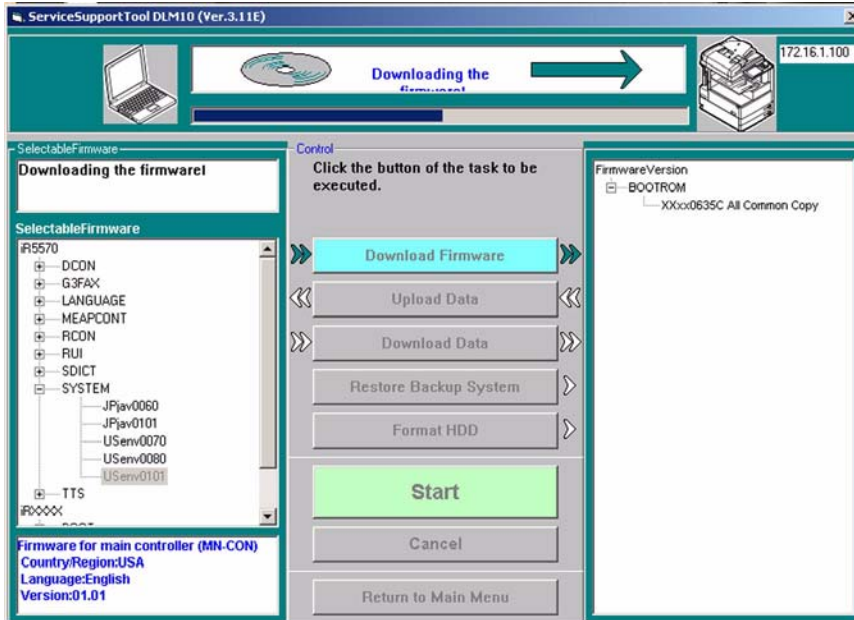 ServiceSupportTool DLM10 (Ver.3.11E)
Downloading the
firmware!
172.16.1.100
SelectableFirmware
Downloading the firmware!
SelectableFirmware
iR5570
DCON
G3FAX
LANGUAGE
MEAPCONT
RCON
RUI
SDICT
SYSTEM
JPjav0060
JPjav0101
USenv0070
USenv0080
USenv0101
TTS
iRXXXX
Firmware for main controller (MN-CON)
Country/Region:USA
Language:English
Version:01.01
Control
Click the button of the task to be
executed.
Download Firmware
Upload Data
Download Data
Restore Backup System
Format HDD
Start
Cancel
Return to Main Menu
FirmwareVersion
BOOTROM
XXxx0635C All Common Copy